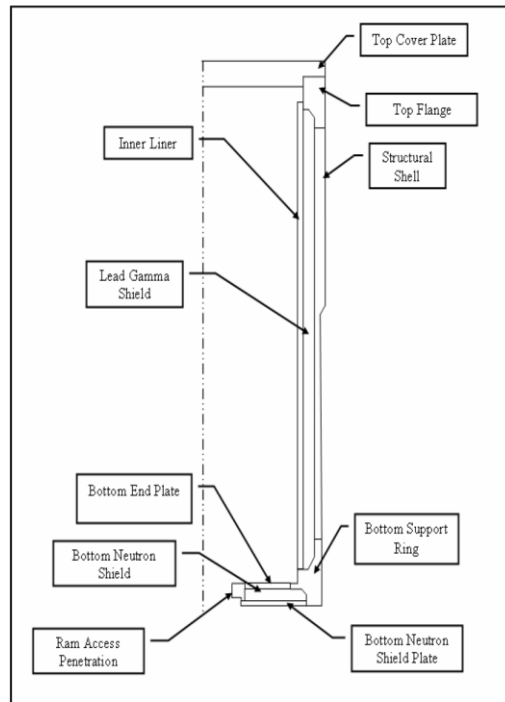 Top Cover Plate
Top Flange
Inner Liner
Structural
Shell
Lead Gamma
Shield
Bottom End Plate
Bottom Support
Ring
Bottom Neutron
Shield
Ram Access
Penetration
Bottom Neutron
Shield Plate